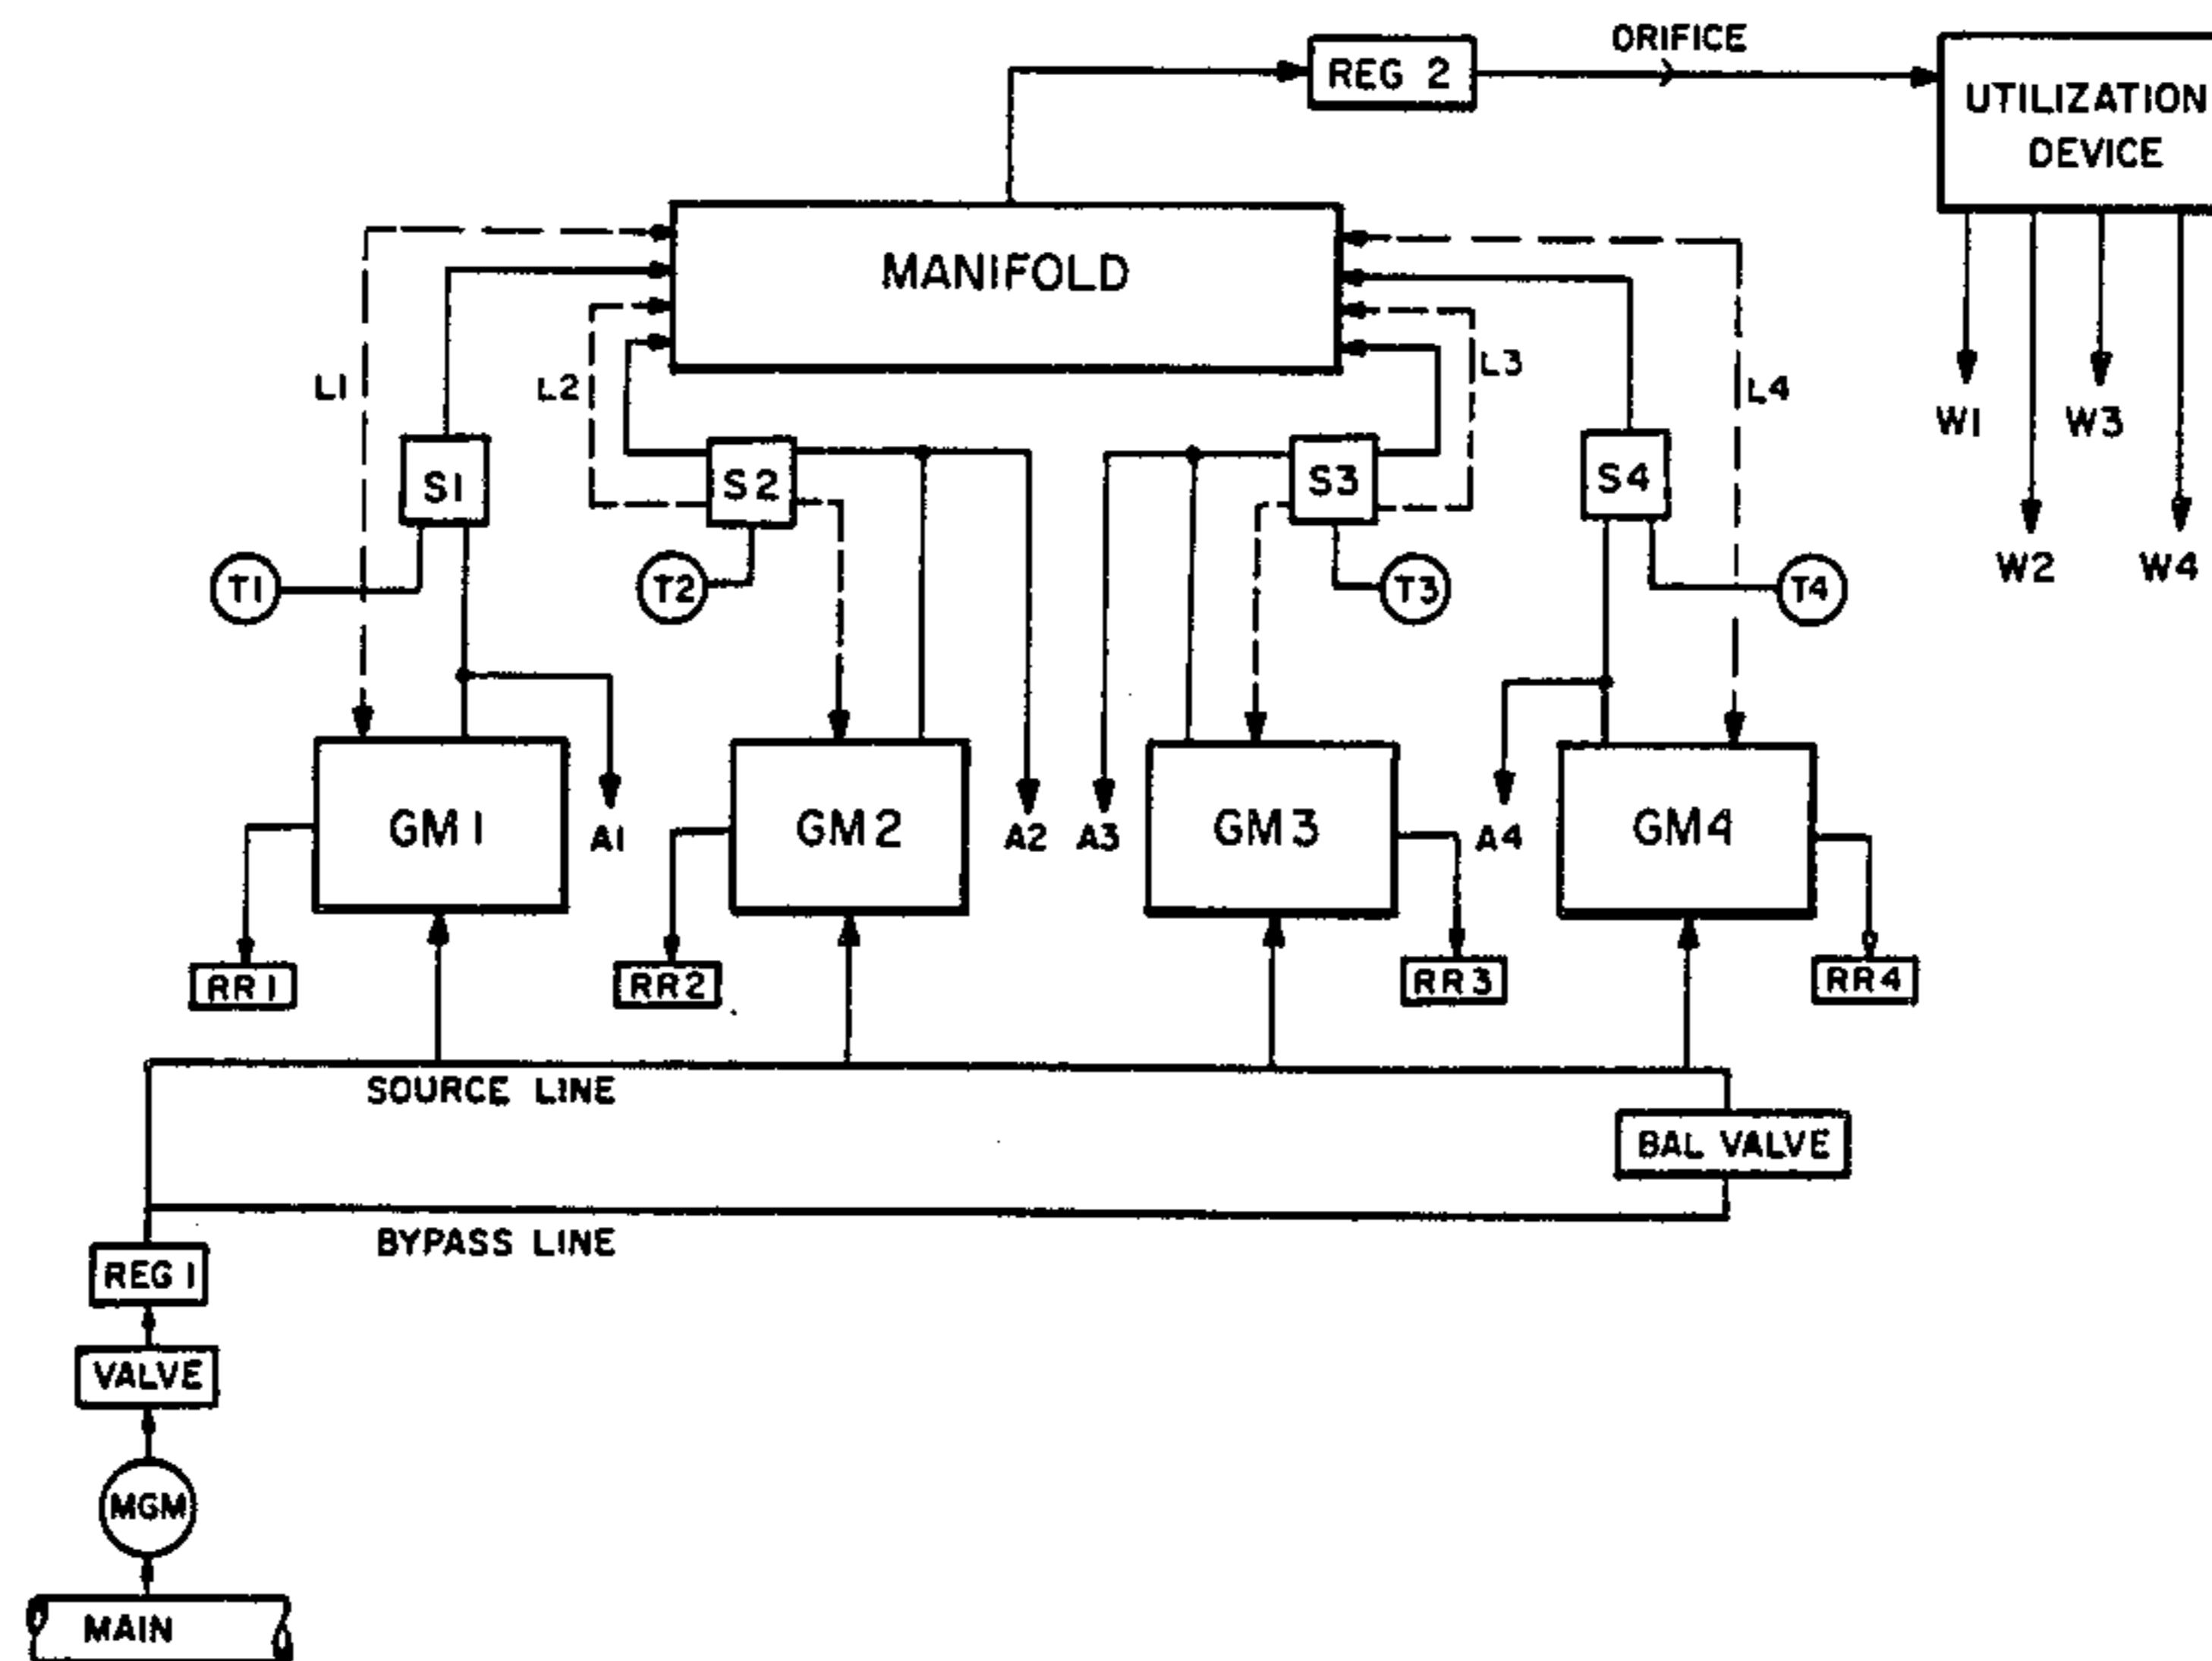 ORIFICE
REG 2
UTILIZATION
DEVICE
MANIFOLD
L1
L2
L3
L4
W1
W3
S1
S2
S3
S4
W2
W4
T1
T2
T3
T4
GM1
A1
GM2
A2
A3
GM3
A4
GM4
RR1
RR2
RR3
RR4
SOURCE LINE
BAL VALVE
BYPASS LINE
REG 1
VALVE
MGM
MAIN